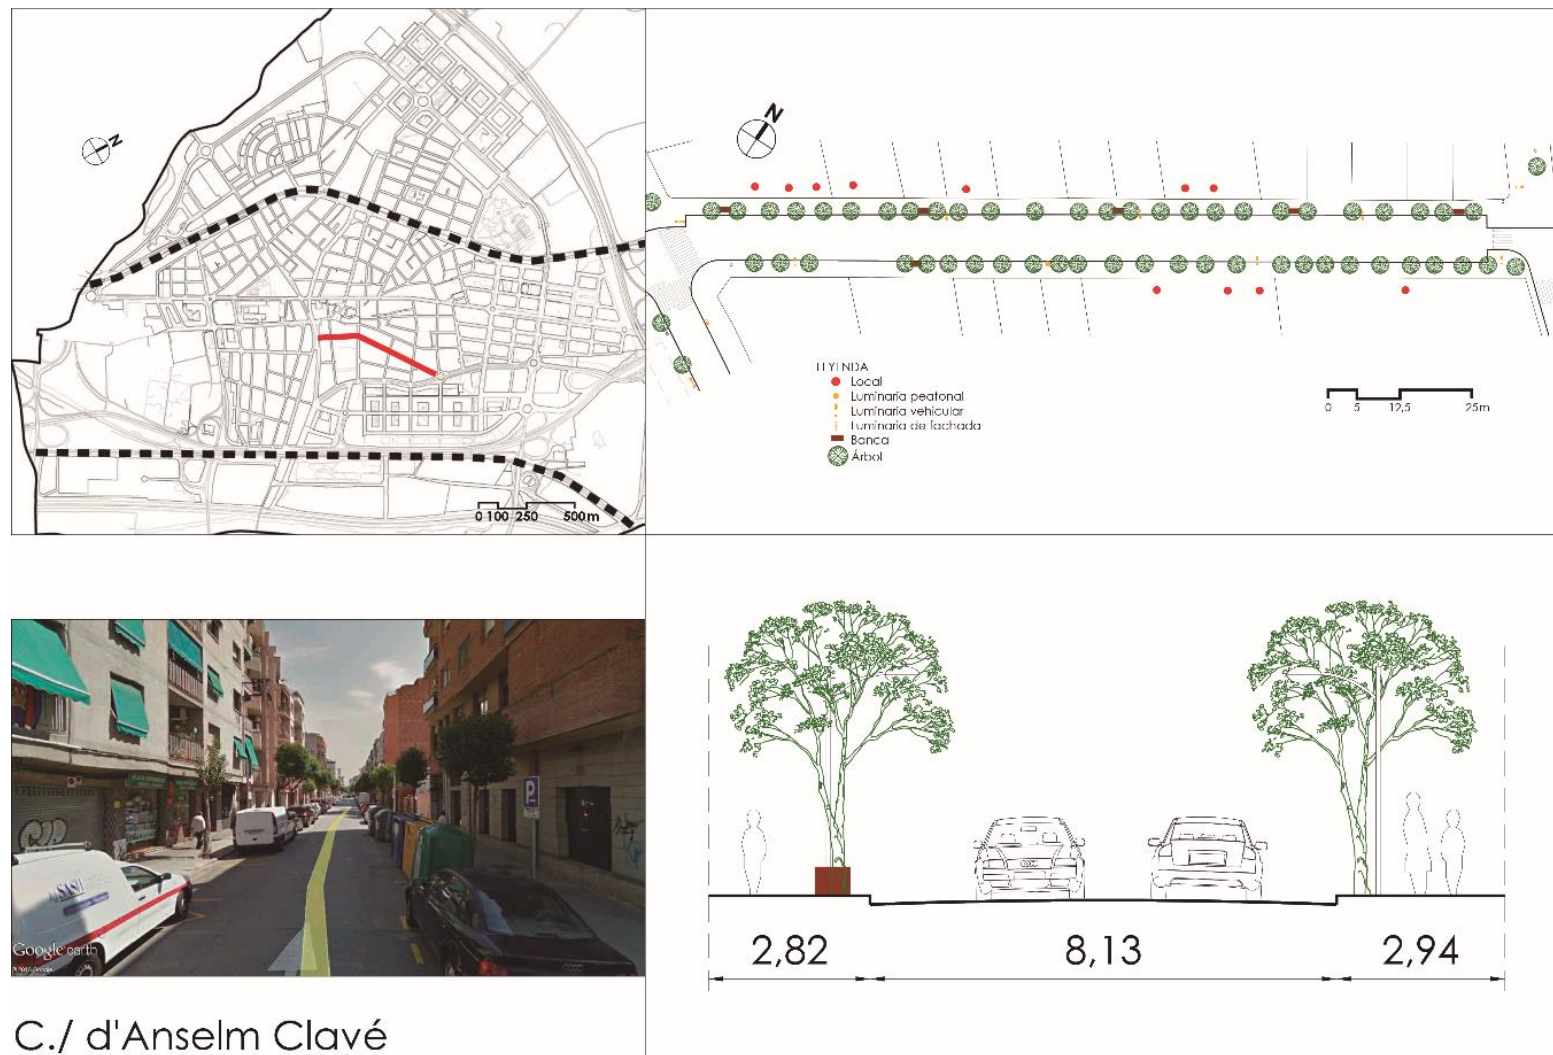 N
0 100 250 500m
N
LEYENDA
Local
Luminaria peatonal
Luminaria vehicular
Luminaria de fachada
Banca
Árbol
0 5 12,5 25m
P
SASI
Google earth
2,82 8,13 2,94
C./ d'Anselm Clavé